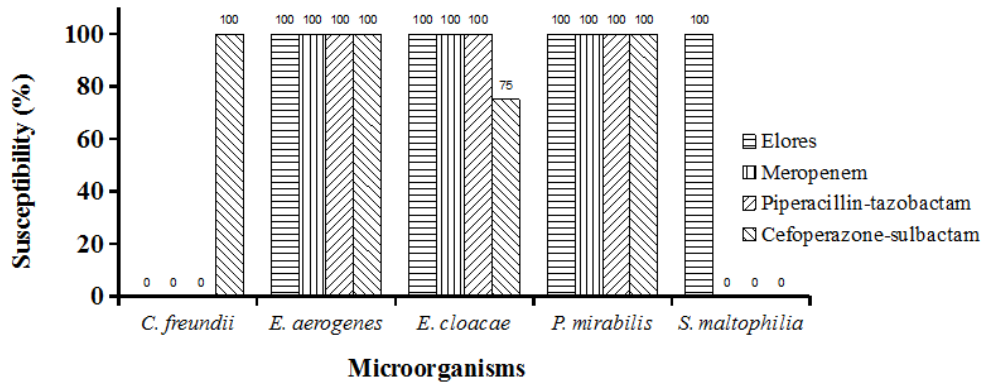 100 100 100 100 100 100 100 100 100 100 100 100 100
75
Susceptibility (%)
100
80
60
40
20
0
0 0 0
0 0 0
Elores
Meropenem
Piperacillin-tazobactam
Cefoperazone-sulbactam
C. freundii E. aerogenes E. cloacae P. mirabilis S. maltophilia
Microorganisms